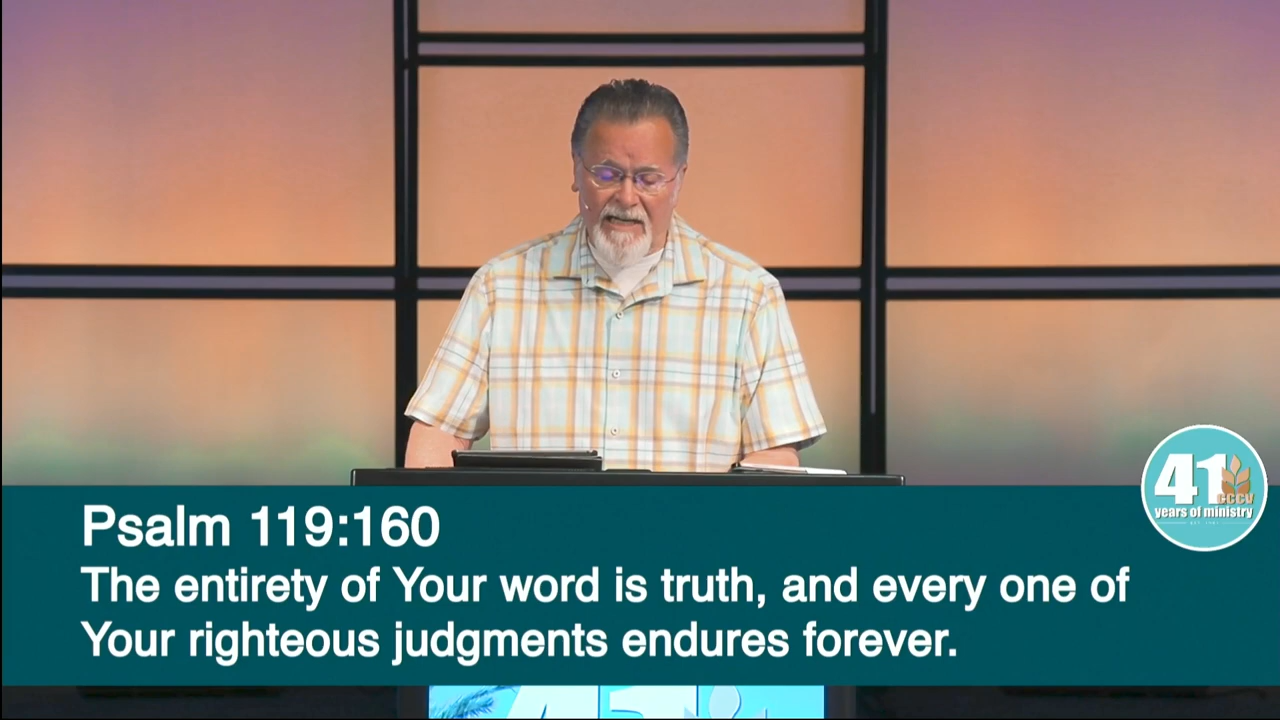 Psalm 119:160
The entirety of Your word is truth, and every one of
Your righteous judgments endures forever.
41
CCCV
years of ministry